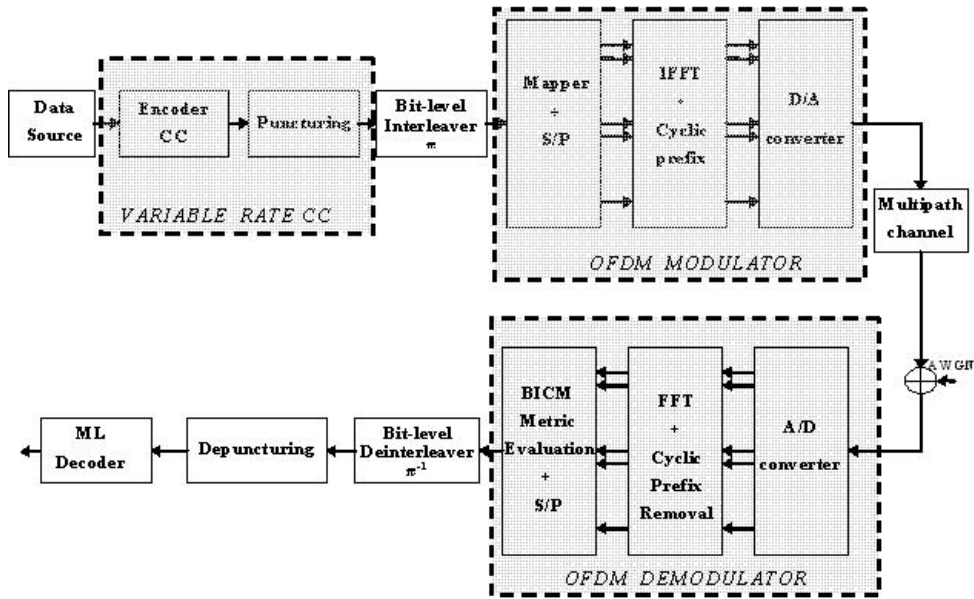 Data
Source
Encoder
CC
Puncturing
VARIABLE RATE CC
Bit-level
Interleaver
π
Mapper
+
S/P
IFFT
+
Cyclic
prefix
D/A
converter
OFDM MODULATOR
Multipath
channel
AWGN
A/D
converter
FFT
+
Cyclic
Prefix
Removal
BICM
Metric
Evaluation
+
S/P
OFDM DEMODULATOR
Bit-level
Deinterleaver
π-1
Depuncturing
ML
Decoder